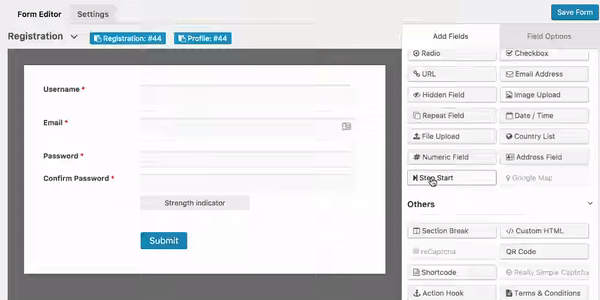 Form Editor Settings Save Form
Registration Registration: #44 Profile: #44 Add Fields Field Options
Radio Checkbox
URL Email Address
Hidden Field Image Upload
Repeat Field Date / Time
File Upload Country List
Numeric Field Address Field
Step Start Google Map
Others
Section Break Custom HTML
reCaptcha QR Code
Shortcode Really Simple Captcha
Action Hook Terms & Conditions
Username *
Email *
Password *
Confirm Password *
Strength indicator
Submit